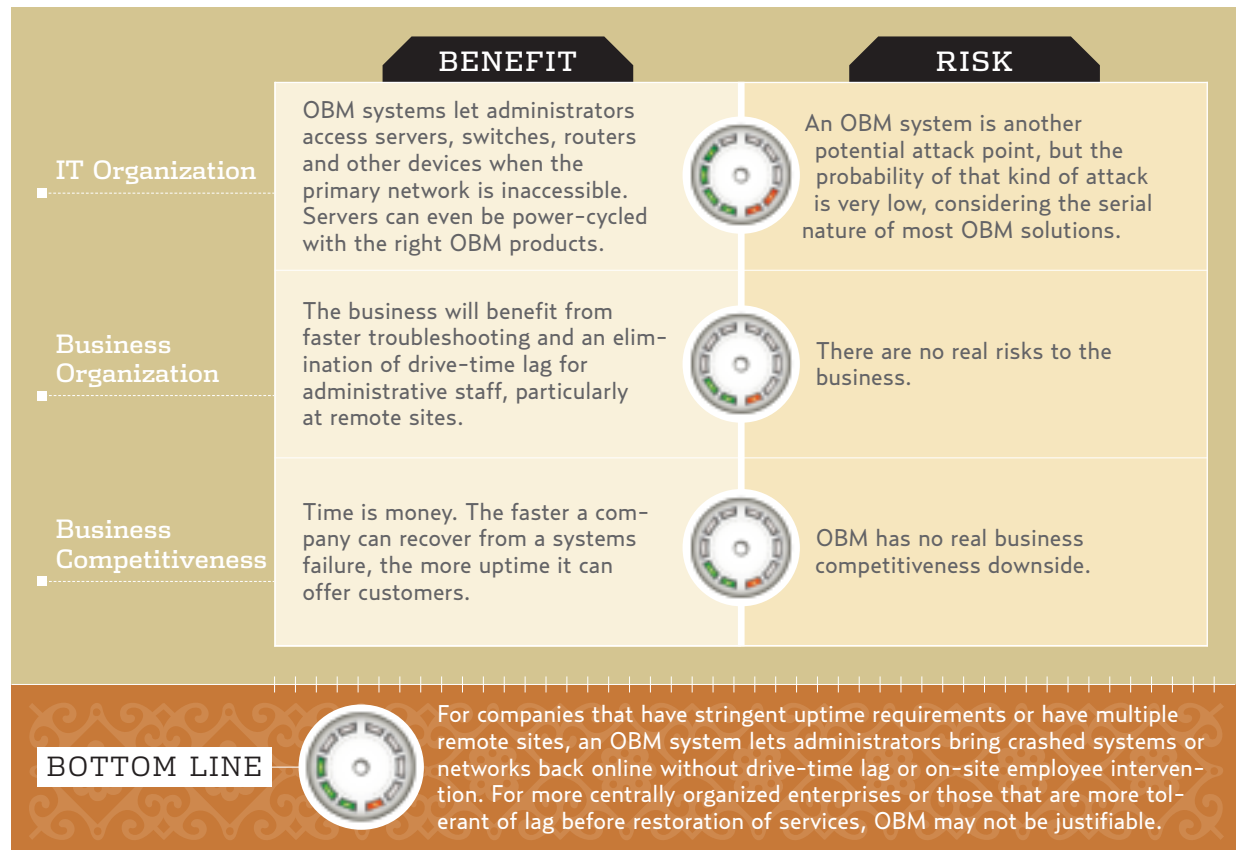 BENEFIT
RISK
IT Organization
OBM systems let administrators
access servers, switches, routers
and other devices when the
primary network is inaccessible.
Servers can even be power-cycled
with the right OBM products.
An OBM system is another
potential attack point, but the
probability of that kind of attack
is very low, considering the serial
nature of most OBM solutions.
Business
Organization
The business will benefit from
faster troubleshooting and an elim-
ination of drive-time lag for
administrative staff, particularly
at remote sites.
There are no real risks to the
business.
Business
Competitiveness
Time is money. The faster a com-
pany can recover from a systems
failure, the more uptime it can
offer customers.
OBM has no real business
competitiveness downside.
BOTTOM LINE
For companies that have stringent uptime requirements or have multiple
remote sites, an OBM system lets administrators bring crashed systems or
networks back online without drive-time lag or on-site employee interven-
tion. For more centrally organized enterprises or those that are more tol-
erant of lag before restoration of services, OBM may not be justifiable.